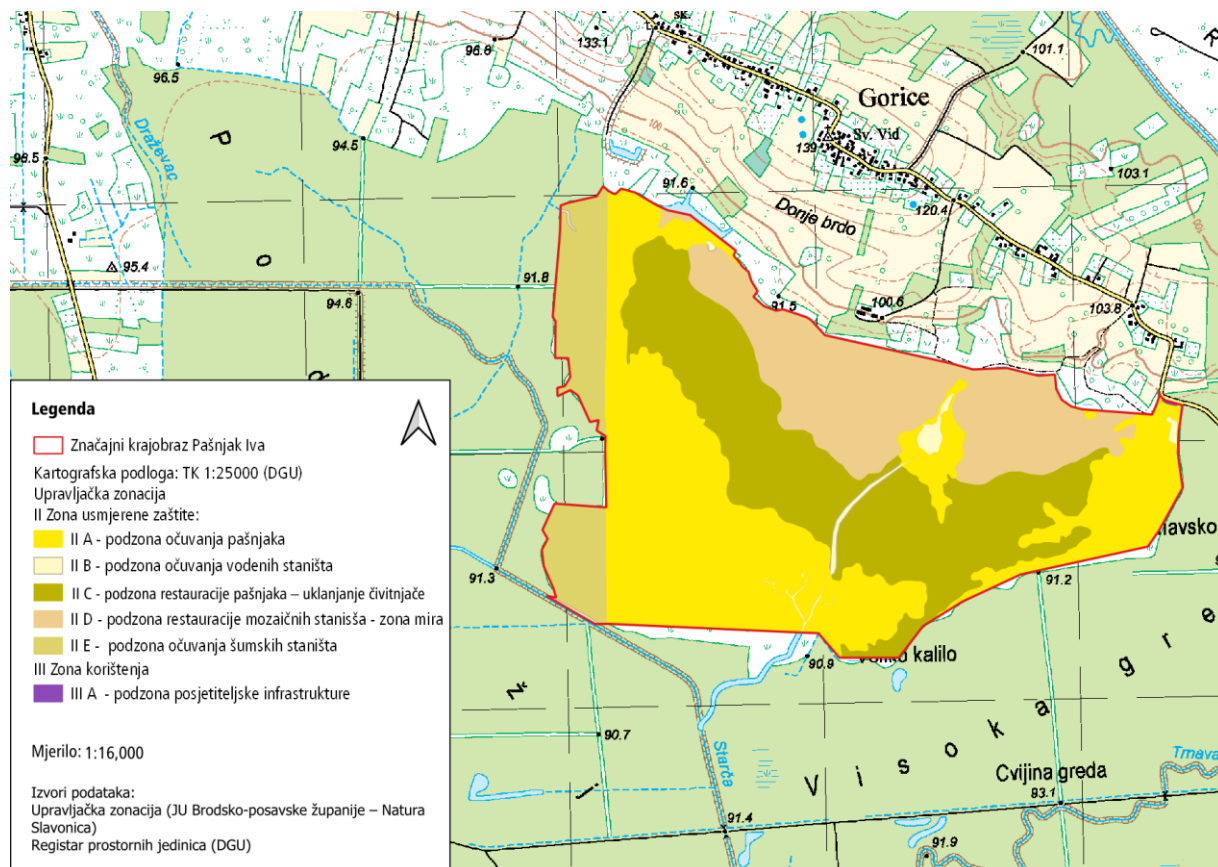 sk.
133.1
96.8
101.1
96.5
Gorice
P
Draževac
94.5
Sv. Vid
139
98.5
91.6
103.1
100
Donje brdo
120.4
o
95.4
91.8
94.6
91.5
100.6
103.8
d
Legenda
Značajni krajobraz Pašnjak Iva
Kartografska podloga: TK 1:25000 (DGU)
Upravljačka zonacija
II Zona usmjerene zaštite:
II A - podzona očuvanja pašnjaka
II B - podzona očuvanja vodenih staništa
II C - podzona restauracije pašnjaka – uklanjanje čivitnjače
II D - podzona restauracije mozaičnih staništa - zona mira
II E - podzona očuvanja šumskih staništa
III Zona korištenja
III A - podzona posjetiteljske infrastrukture
Mjerilo: 1:16,000
Izvori podataka:
Upravljačka zonacija (JU Brodsko-posavske županije – Natura
Slavonica)
Registar prostornih jedinica (DGU)
91.3
91.2
90.9
kalilo
ž
90.7
j
Starča
Visoka gre
Trnava
Cvijina greda
93.1
91.4
91.9